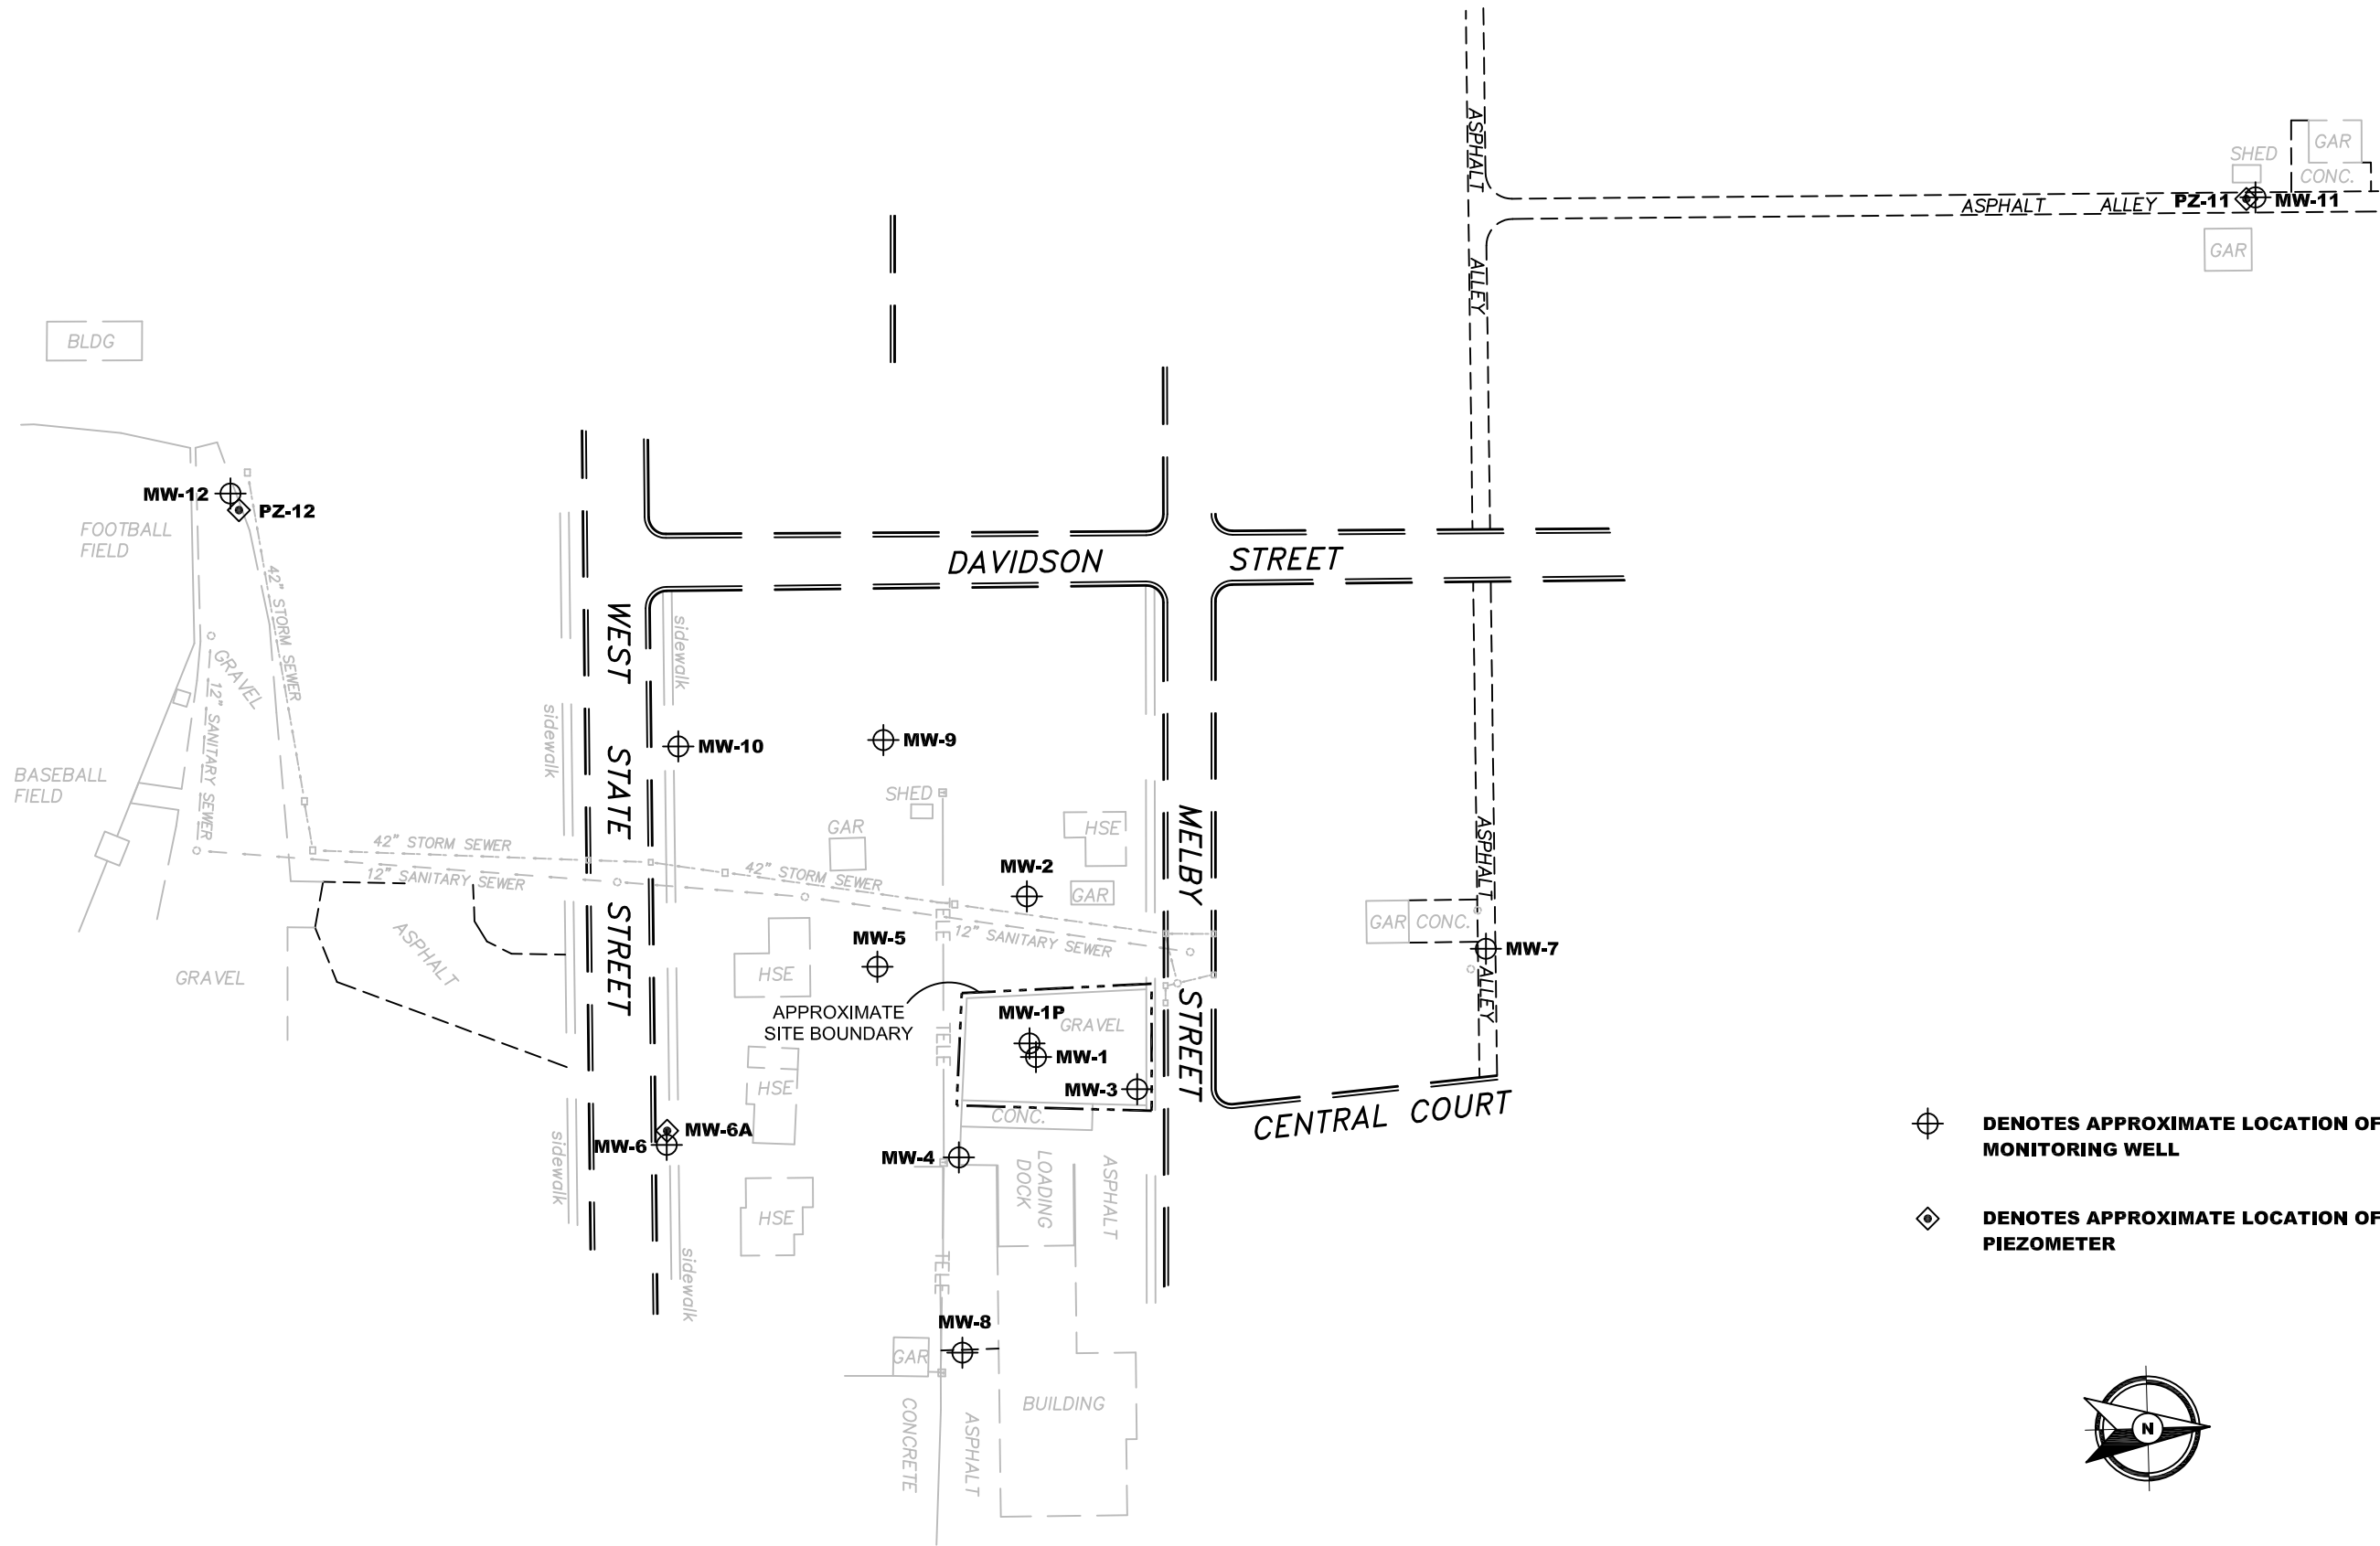 ASPHALT
ALLEY
SHED
GAR
CONC.
ASPHALT
ALLEY
PZ-11
MW-11
GAR
BLDG
MW-12
PZ-12
FOOTBALL
FIELD
42" STORM SEWER
GRAVEL
12" SANITARY SEWER
BASEBALL
FIELD
DAVIDSON
STREET
WEST
STATE
STREET
sidewalk
sidewalk
MW-10
MW-9
SHED
GAR
HSE
MW-2
GAR
MELBY
STREET
42" STORM SEWER
12" SANITARY SEWER
42" STORM SEWER
12" SANITARY SEWER
TELE
MW-5
HSE
ASPHALT
GRAVEL
GAR
CONC.
ASPHALT
ALLEY
MW-7
APPROXIMATE
SITE BOUNDARY
TELE
MW-1P
GRAVEL
MW-1
MW-3
HSE
CONC.
CENTRAL
COURT
MW-6A
MW-6
MW-4
sidewalk
LOADING
DOCK
ASPHALT
HSE
sidewalk
TELE
MW-8
GAR
BUILDING
CONCRETE
ASPHALT
DENOTES APPROXIMATE LOCATION OF
MONITORING WELL
DENOTES APPROXIMATE LOCATION OF
PIEZOMETER
N